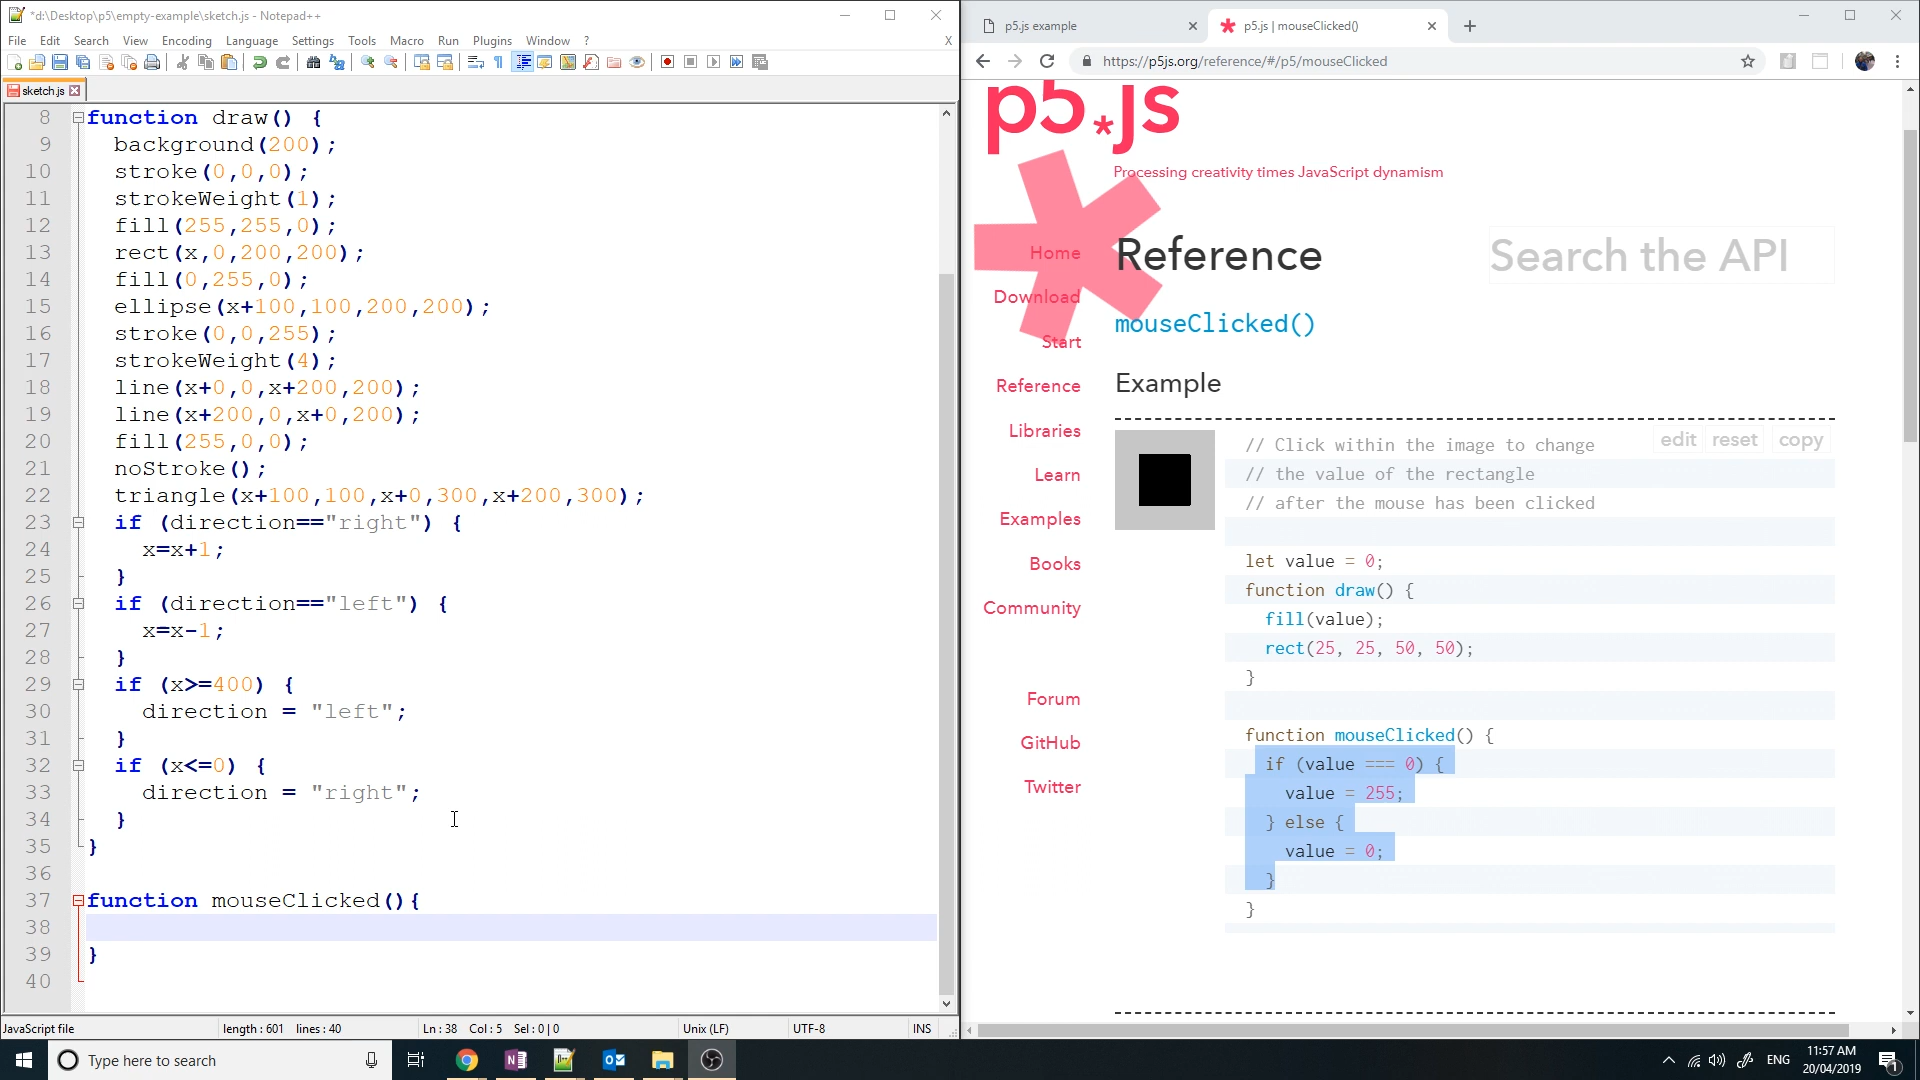 *d:\Desktop\p5\empty-example\sketch.js - Notepad++
File Edit Search View Encoding Language Settings Tools Macro Run Plugins Window ? X
sketch.js
8 function draw() {
9 background(200);
10 stroke(0,0,0);
11 strokeWeight(1);
12 fill(255,255,0);
13 rect(x,0,200,200);
14 fill(0,255,0);
15 ellipse(x+100,100,200,200);
16 stroke(0,0,255);
17 strokeWeight(4);
18 line(x+0,0,x+200,200);
19 line(x+200,0,x+0,200);
20 fill(255,0,0);
21 noStroke();
22 triangle(x+100,100,x+0,300,x+200,300);
23 if (direction=="right") {
24 x=x+1;
25 }
26 if (direction=="left") {
27 x=x-1;
28 }
29 if (x>=400) {
30 direction = "left";
31 }
32 if (x<=0) {
33 direction = "right";
34 }
35 }
36
37 function mouseClicked(){
38
39 }
40
JavaScript file length : 601 lines : 40 Ln : 38 Col : 5 Sel : 0 | 0 Unix (LF) UTF-8 INS
p5.js example
p5.js | mouseClicked()
https://p5js.org/reference/#/p5/mouseClicked
p5.js
Processing creativity times JavaScript dynamism
Home
Download
Start
Reference
Libraries
Learn
Examples
Books
Community
Forum
GitHub
Twitter
Reference
Search the API
mouseClicked()
Example
edit reset copy
// Click within the image to change
// the value of the rectangle
// after the mouse has been clicked
let value = 0;
function draw() {
fill(value);
rect(25, 25, 50, 50);
}
function mouseClicked() {
if (value === 0) {
value = 255;
} else {
value = 0;
}
}
Type here to search
ENG
11:57 AM
20/04/2019
1